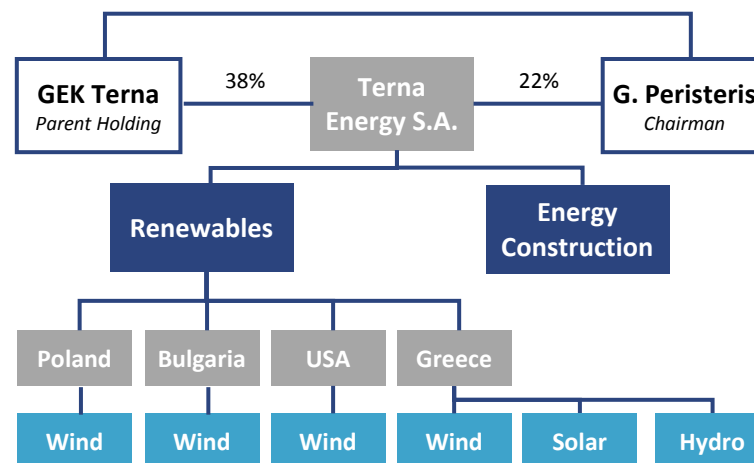 GEK Terna
Parent Holding
38%
Terna
Energy S.A.
22%
G. Peristeris
Chairman
Renewables
Energy
Construction
Poland
Bulgaria
USA
Greece
Wind
Wind
Wind
Wind
Solar
Hydro